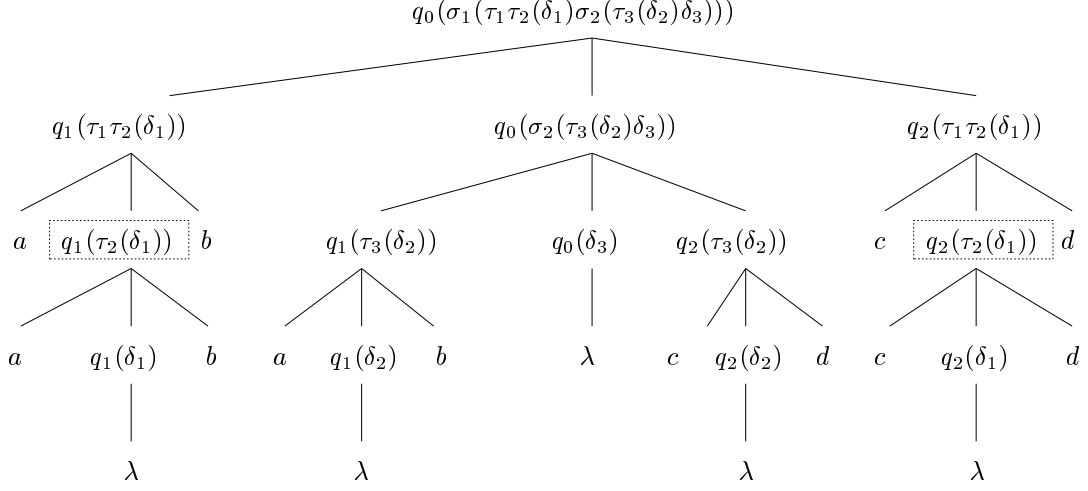 q₀(σ₁(τ₁τ₂(δ₁)σ₂(τ₃(δ₂)δ₃)))
q₁(τ₁τ₂(δ₁)) q₀(σ₂(τ₃(δ₂)δ₃)) q₂(τ₁τ₂(δ₁))
a q₁(τ₂(δ₁)) b q₁(τ₃(δ₂)) q₀(δ₃) q₂(τ₃(δ₂)) c q₂(τ₂(δ₁)) d
a q₁(δ₁) b a q₁(δ₂) b λ c q₂(δ₂) d c q₂(δ₁) d
λ λ λ λ